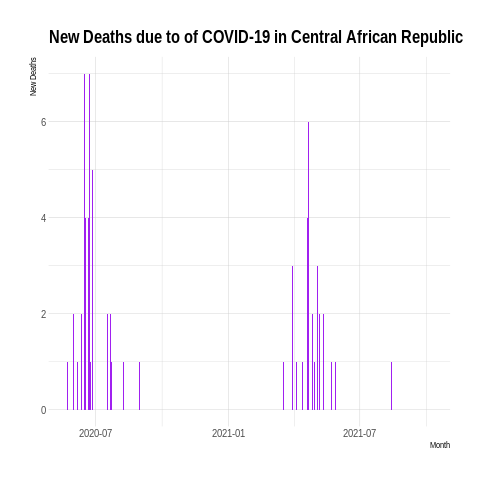 New Deaths due to of COVID-19 in Central African Republic
New Deaths
6
4
2
0
2020-07
2021-01
2021-07
Month